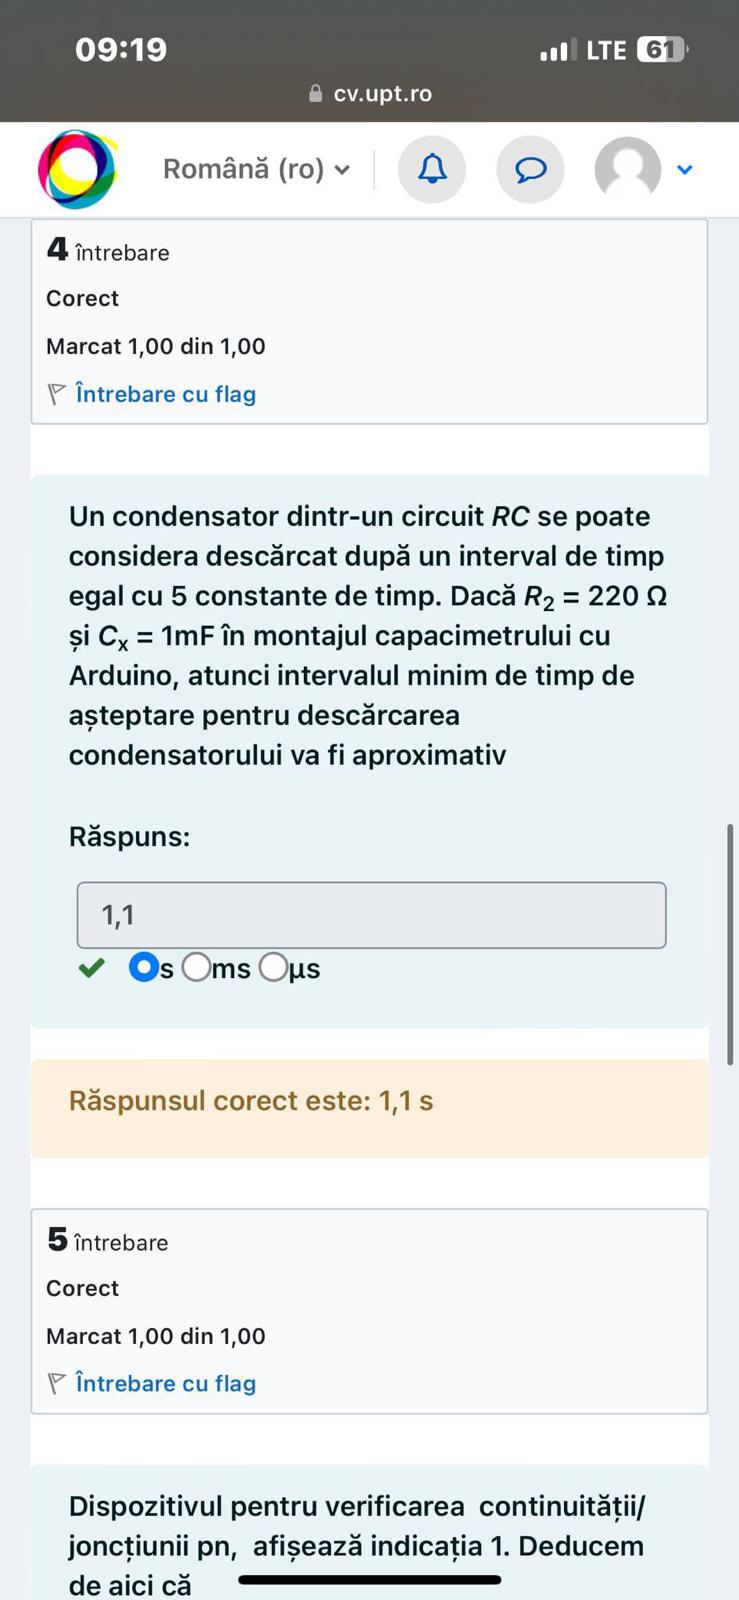 09:19
LTE 61
cv.upt.ro
Română (ro)
4 întrebare
Corect
Marcat 1,00 din 1,00
Întrebare cu flag
Un condensator dintr-un circuit RC se poate
considera descărcat după un interval de timp
egal cu 5 constante de timp. Dacă R₂ = 220 Ω
și Cₓ = 1mF în montajul capacimetrului cu
Arduino, atunci intervalul minim de timp de
așteptare pentru descărcarea
condensatorului va fi aproximativ
Răspuns:
1,1
s ms µs
Răspunsul corect este: 1,1 s
5 întrebare
Corect
Marcat 1,00 din 1,00
Întrebare cu flag
Dispozitivul pentru verificarea continuității/
joncțiunii pn, afișează indicația 1. Deducem
de aici că